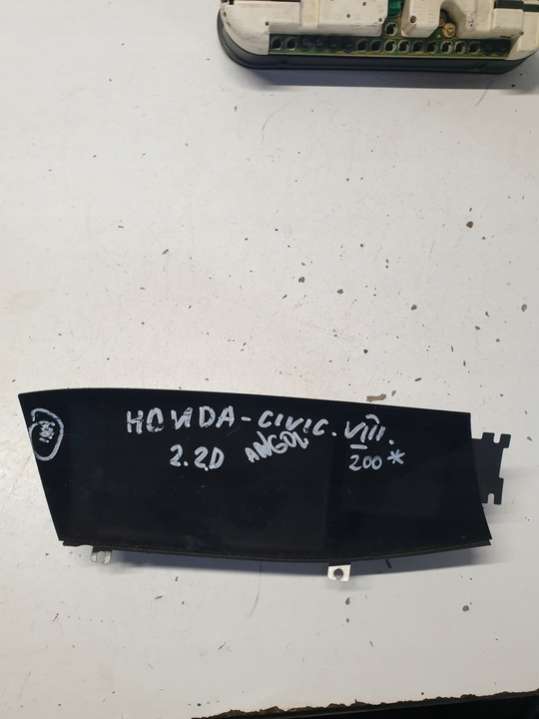 HONDA - CIVIC. VIII.
2.2D ANGOL 200*